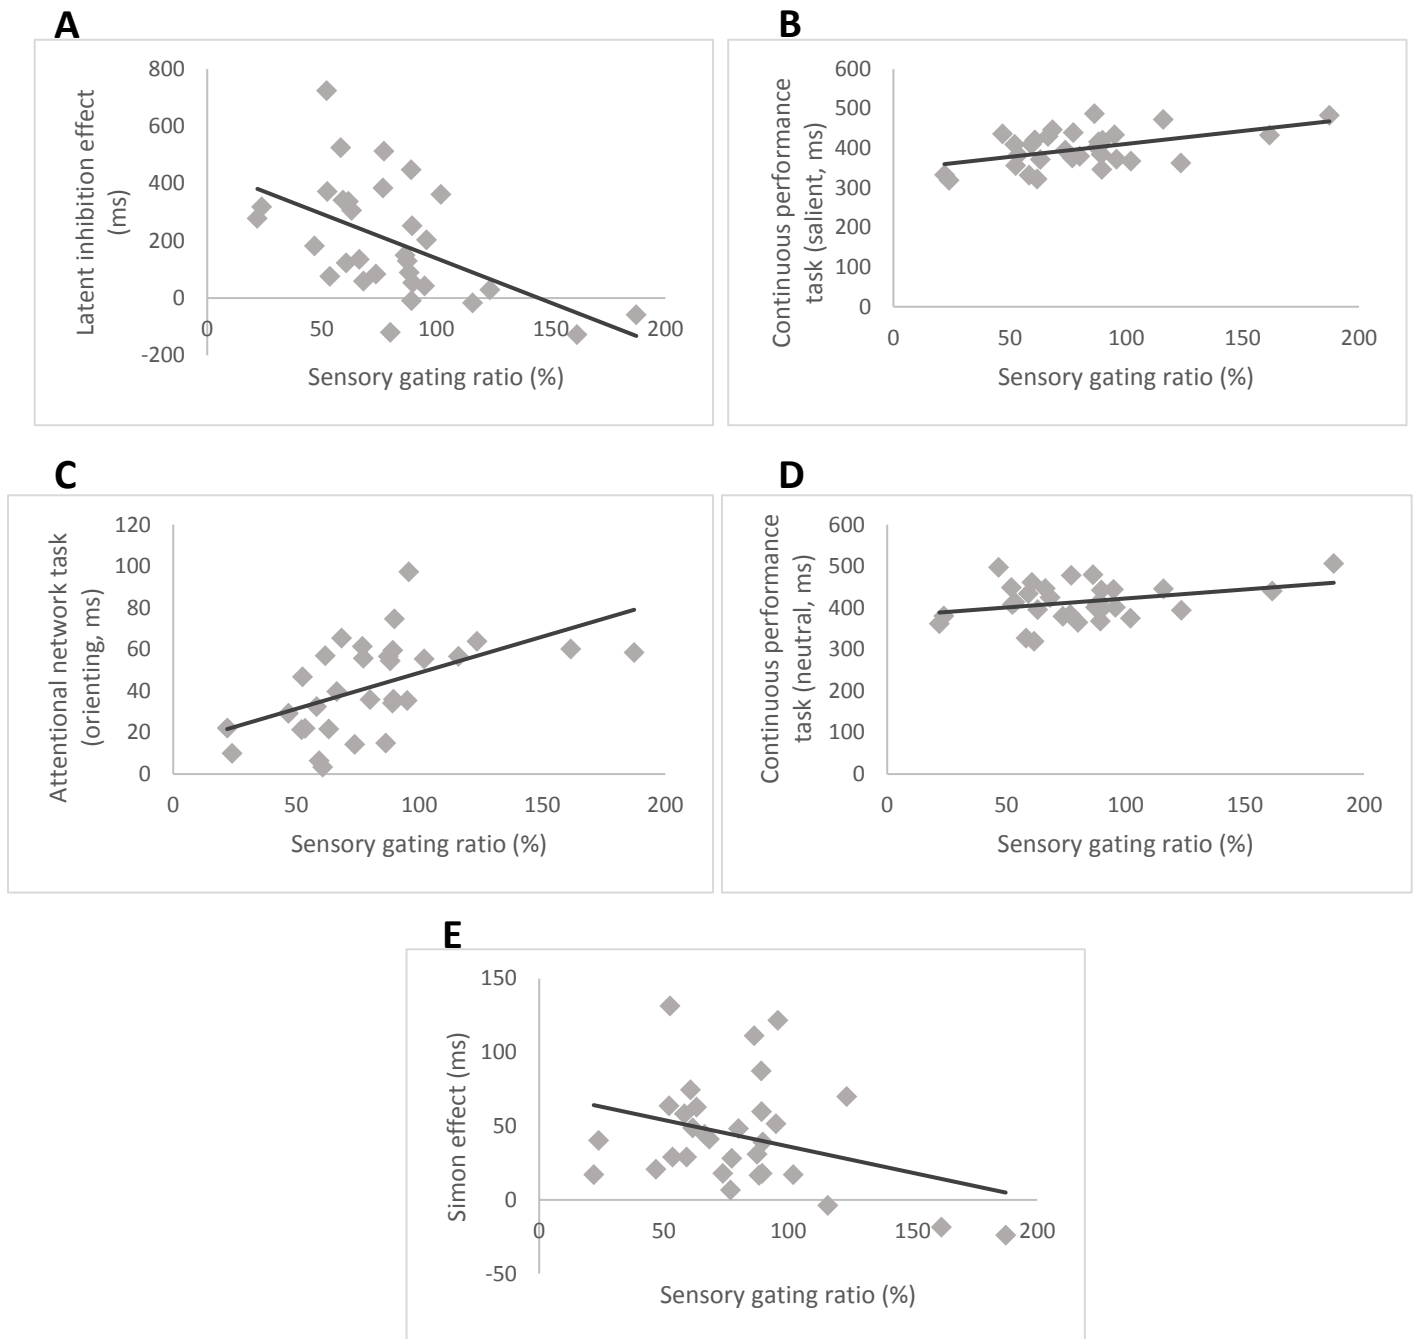 A
800
600
400
200
0
-200
0 50 100 150 200
Latent inhibition effect
(ms)
Sensory gating ratio (%)
B
600
500
400
300
200
100
0
0 50 100 150 200
Continuous performance
task (salient, ms)
Sensory gating ratio (%)
C
120
100
80
60
40
20
0
0 50 100 150 200
Attentional network task
(orienting, ms)
Sensory gating ratio (%)
D
600
500
400
300
200
100
0
0 50 100 150 200
Continuous performance
task (neutral, ms)
Sensory gating ratio (%)
E
150
100
50
0
-50
0 50 100 150 200
Simon effect (ms)
Sensory gating ratio (%)